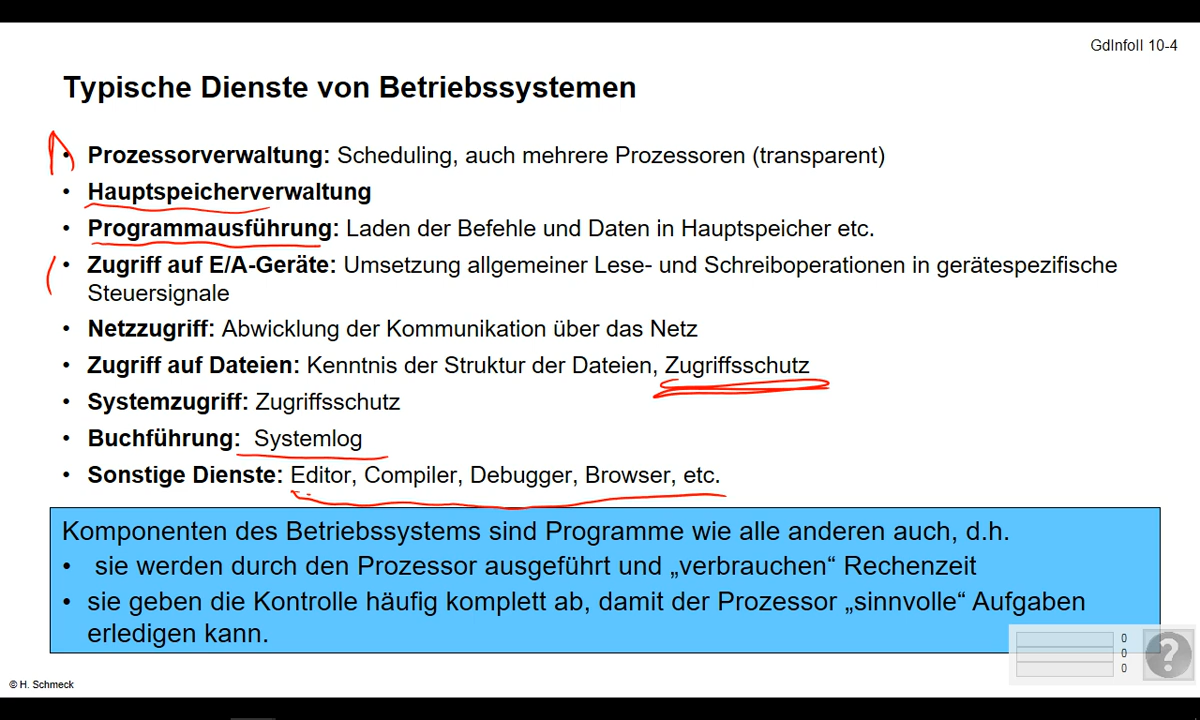 GdInfoII 10-4
Typische Dienste von Betriebssystemen
• Prozessorverwaltung: Scheduling, auch mehrere Prozessoren (transparent)
• Hauptspeicherverwaltung
• Programmausführung: Laden der Befehle und Daten in Hauptspeicher etc.
• Zugriff auf E/A-Geräte: Umsetzung allgemeiner Lese- und Schreiboperationen in gerätespezifische
Steuersignale
• Netzzugriff: Abwicklung der Kommunikation über das Netz
• Zugriff auf Dateien: Kenntnis der Struktur der Dateien, Zugriffsschutz
• Systemzugriff: Zugriffsschutz
• Buchführung: Systemlog
• Sonstige Dienste: Editor, Compiler, Debugger, Browser, etc.
Komponenten des Betriebssystems sind Programme wie alle anderen auch, d.h.
• sie werden durch den Prozessor ausgeführt und „verbrauchen“ Rechenzeit
• sie geben die Kontrolle häufig komplett ab, damit der Prozessor „sinnvolle“ Aufgaben
erledigen kann.
0
0
0
?
© H. Schmeck